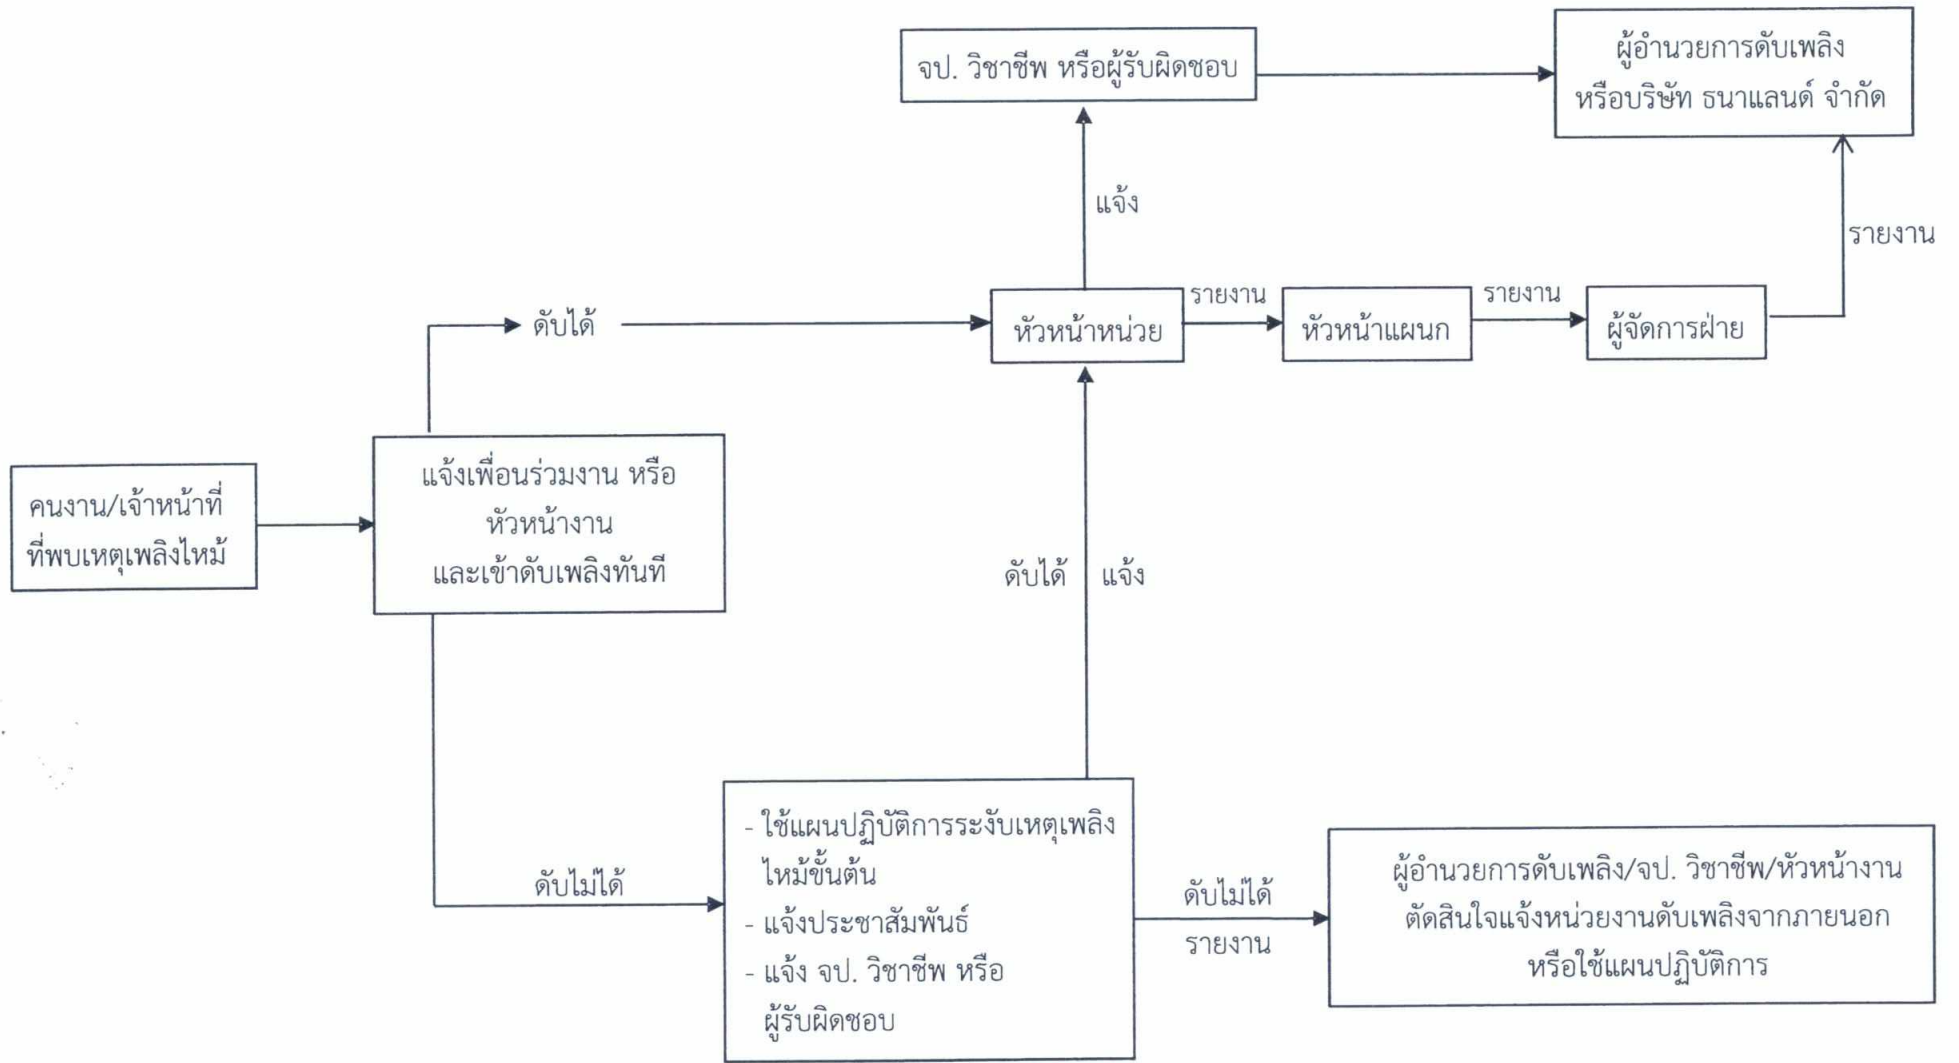 จป. วิชาชีพ หรือผู้รับผิดชอบ
ผู้อำนวยการดับเพลิง
หรือบริษัท ธนาแลนด์ จำกัด
แจ้ง
รายงาน
ดับได้
หัวหน้าหน่วย
รายงาน
หัวหน้าแผนก
รายงาน
ผู้จัดการฝ่าย
คนงาน/เจ้าหน้าที่
ที่พบเหตุเพลิงไหม้
แจ้งเพื่อนร่วมงาน หรือ
หัวหน้างาน
และเข้าดับเพลิงทันที
ดับได้ แจ้ง
ดับไม่ได้
- ใช้แผนปฏิบัติการระงับเหตุเพลิง
ไหม้ขั้นต้น
- แจ้งประชาสัมพันธ์
- แจ้ง จป. วิชาชีพ หรือ
ผู้รับผิดชอบ
ดับไม่ได้
รายงาน
ผู้อำนวยการดับเพลิง/จป. วิชาชีพ/หัวหน้างาน
ตัดสินใจแจ้งหน่วยงานดับเพลิงจากภายนอก
หรือใช้แผนปฏิบัติการ